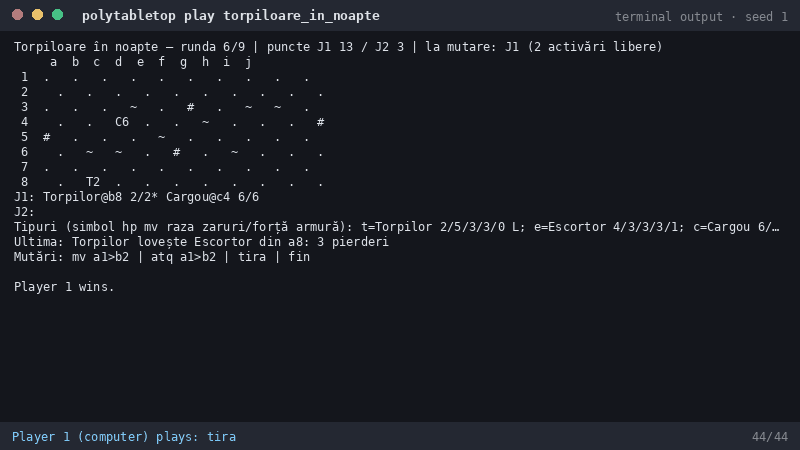 polytabletop play torpiloare_in_noapte
terminal output · seed 1
Torpiloare în noapte — runda 6/9 | puncte J1 13 / J2 3 | la mutare: J1 (2 activări libere)
a b c d e f g h i j
1 . . . . . . . . . .
2 . . . . . . . . . .
3 . . . ~ . # . ~ ~ .
4 . . C6 . . ~ . . . #
5 # . . . ~ . . . . .
6 . ~ ~ . # . ~ . . .
7 . . . . . . . . . .
8 . T2 . . . . . . . .
J1: Torpilor@b8 2/2* Cargou@c4 6/6
J2:
Tipuri (simbol hp mv raza zaruri/forță armură): t=Torpilor 2/5/3/3/0 L; e=Escortor 4/3/3/3/1; c=Cargou 6/…
Ultima: Torpilor lovește Escortor din a8: 3 pierderi
Mutări: mv a1>b2 | atq a1>b2 | tira | fin
Player 1 wins.
Player 1 (computer) plays: tira
44/44